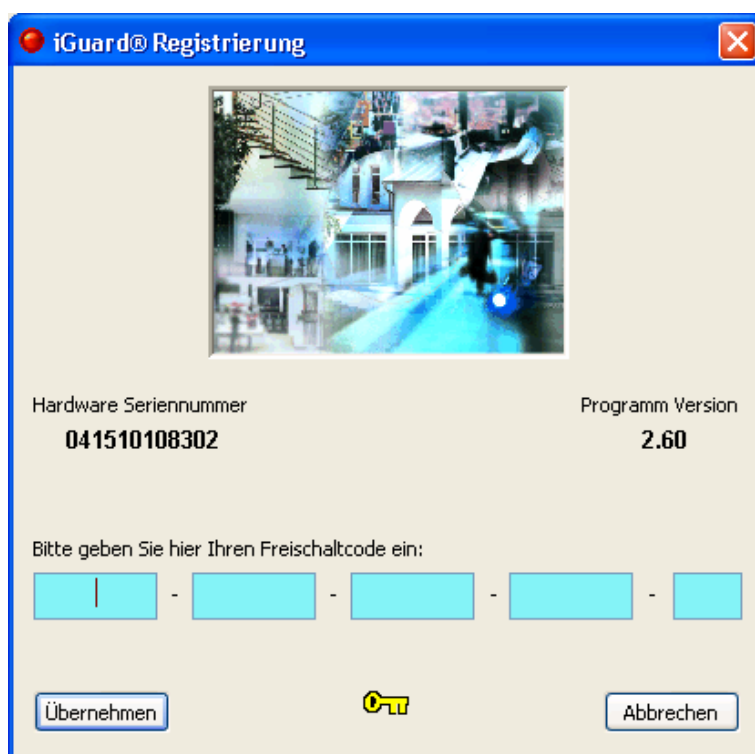 iGuard® Registrierung
Hardware Seriennummer
Programm Version
041510108302
2.60
Bitte geben Sie hier Ihren Freischaltcode ein:
- - - -
Übernehmen
Abbrechen